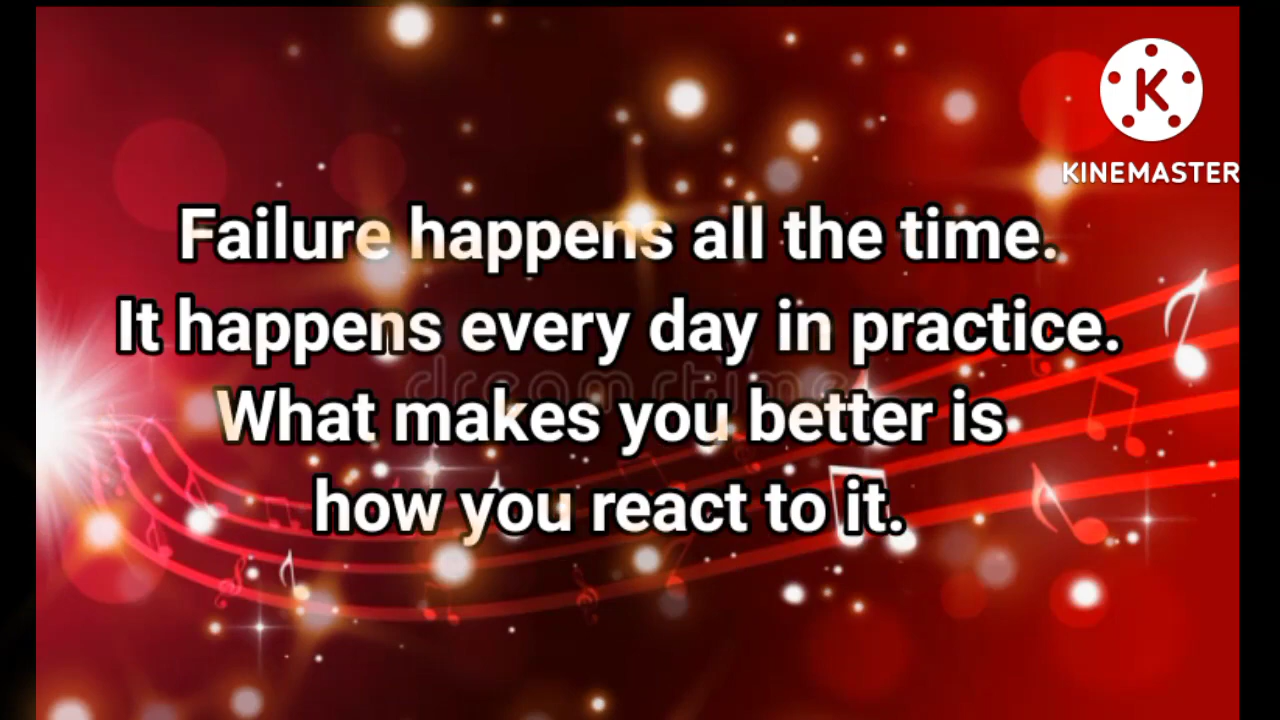 K
KINEMASTER
Failure happens all the time.
It happens every day in practice.
dreamstime
What makes you better is
how you react to it.